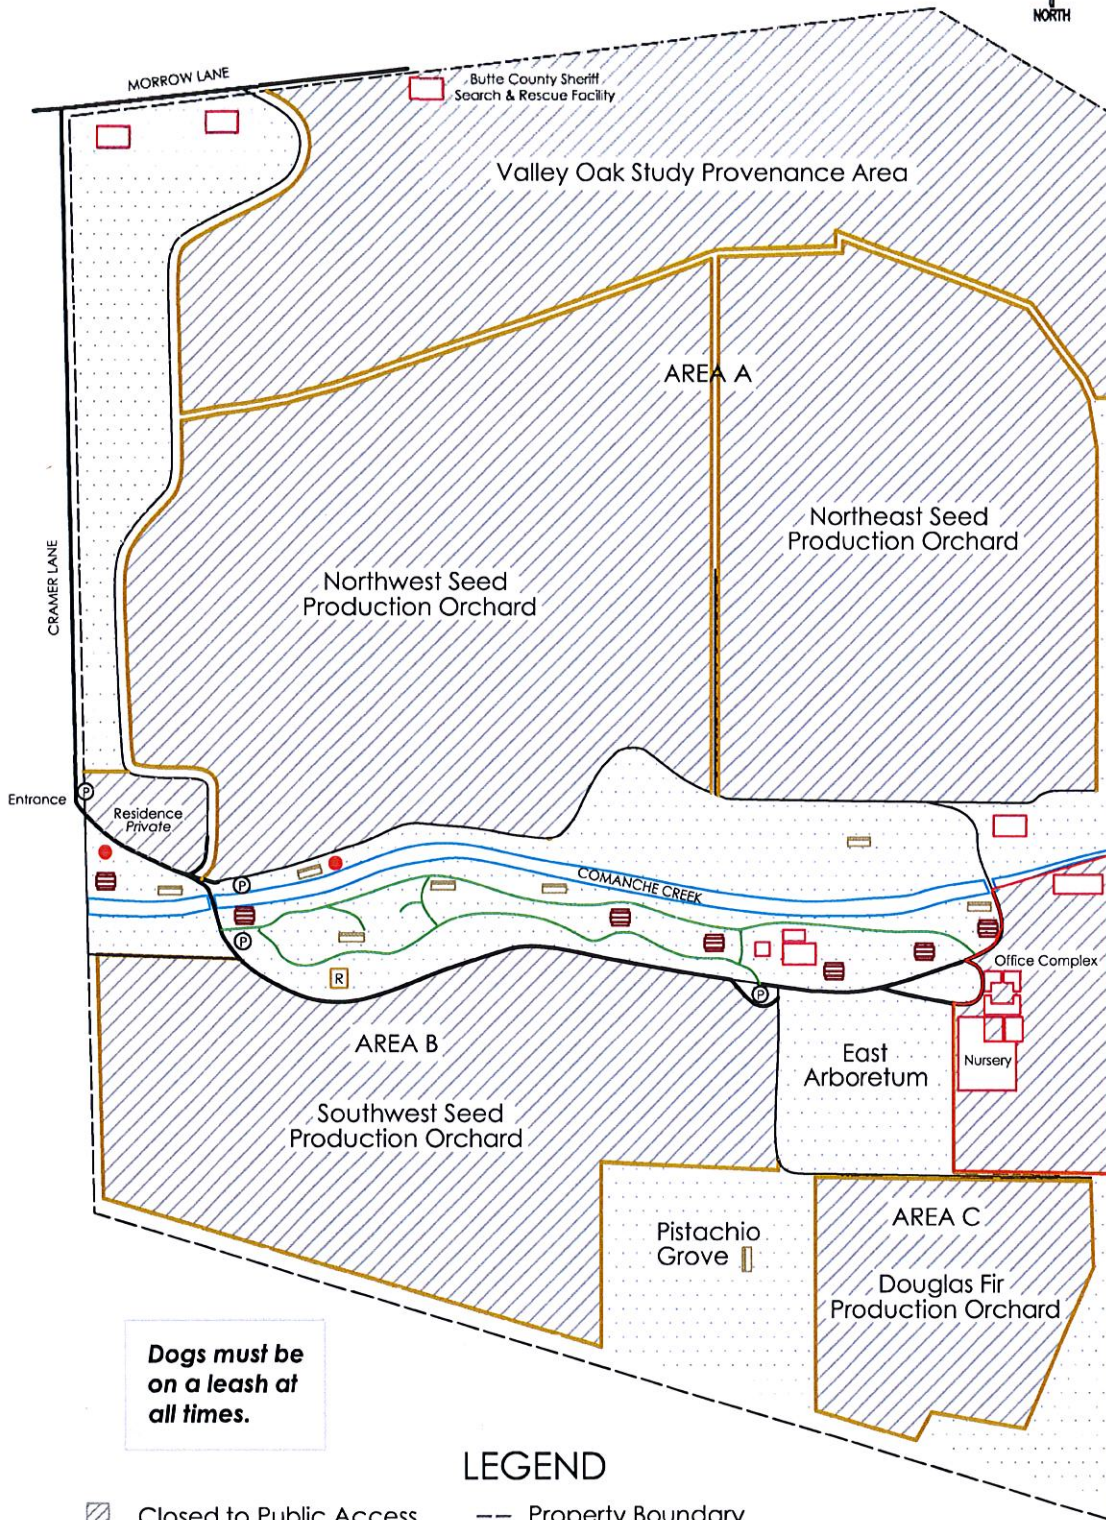 NORTH
MORROW LANE
Butte County Sheriff
Search & Rescue Facility
Valley Oak Study Provenance Area
AREA A
Northeast Seed
Production Orchard
CRAMER LANE
Northwest Seed
Production Orchard
Entrance
P
Residence
Private
P
COMANCHE CREEK
P
R
Office Complex
P
AREA B
East
Arboretum
Nursery
Southwest Seed
Production Orchard
AREA C
Pistachio
Grove
Douglas Fir
Production Orchard
Dogs must be
on a leash at
all times.
LEGEND
Closed to Public Access
Property Boundary